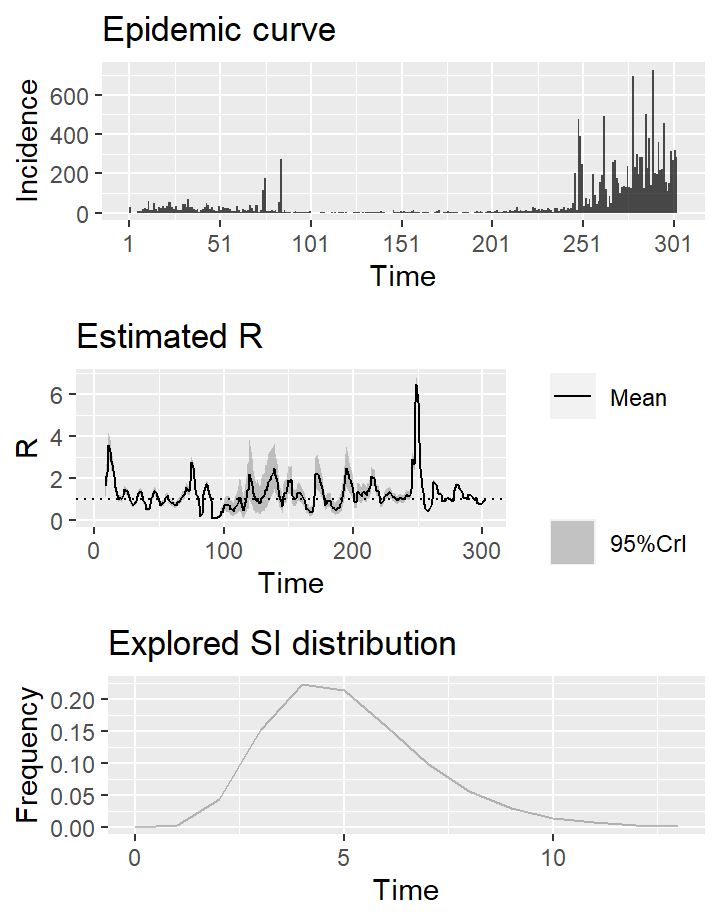 Epidemic curve
Incidence
600
400
200
0
1 51 101 151 201 251 301
Time
Estimated R
R
6
4
2
0
0 100 200 300
Time
Mean
95%CrI
Explored SI distribution
Frequency
0.20
0.15
0.10
0.05
0.00
0 5 10
Time